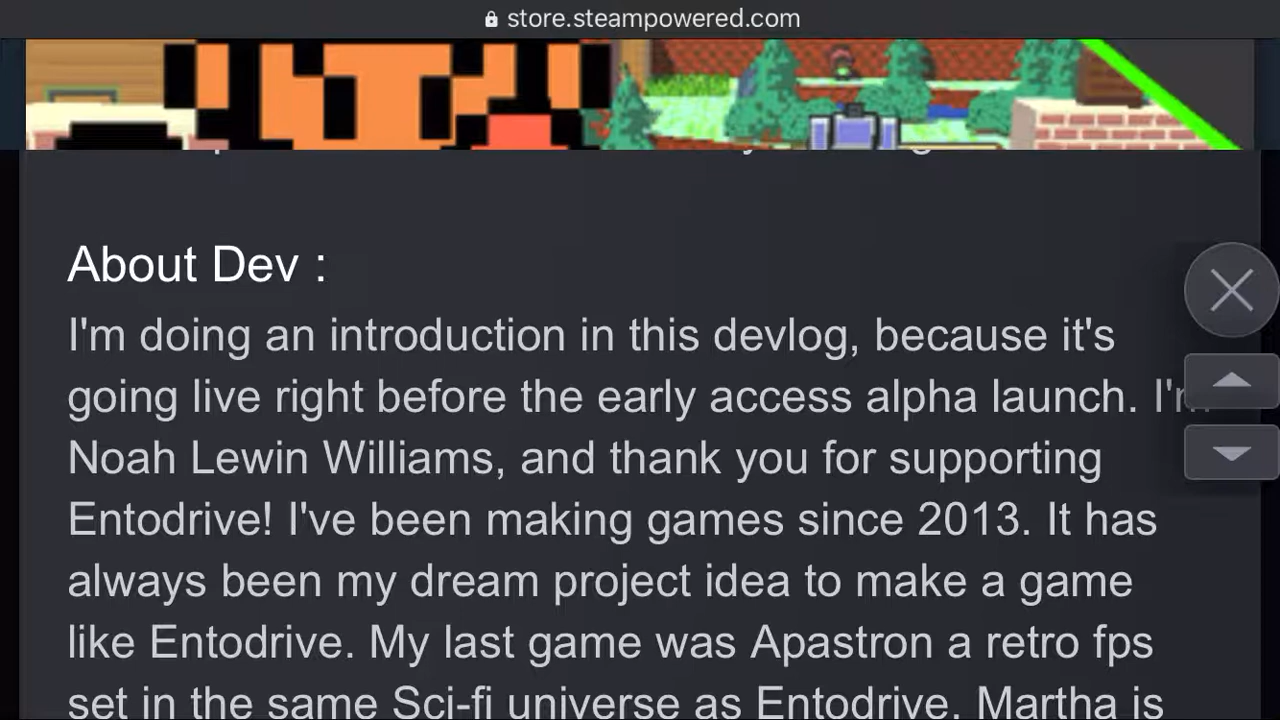 store.steampowered.com
About Dev :
I'm doing an introduction in this devlog, because it's
going live right before the early access alpha launch. I'm
Noah Lewin Williams, and thank you for supporting
Entodrive! I've been making games since 2013. It has
always been my dream project idea to make a game
like Entodrive. My last game was Apastron a retro fps
set in the same Sci-fi universe as Entodrive. Martha is